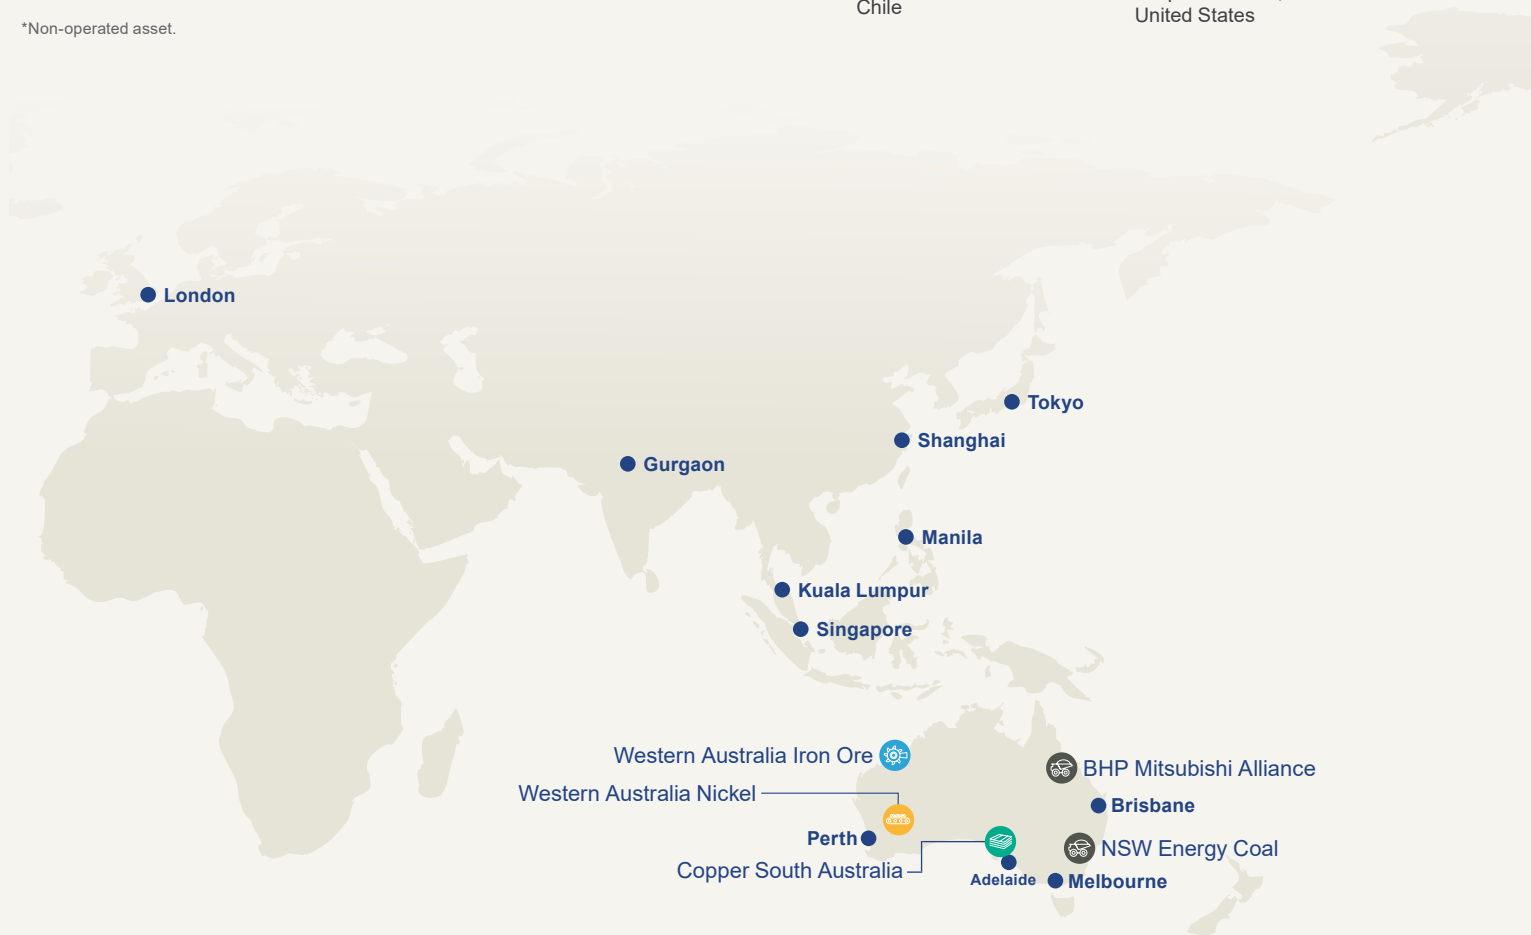 Chile
United States
*Non-operated asset.
London
Tokyo
Shanghai
Gurgaon
Manila
Kuala Lumpur
Singapore
Western Australia Iron Ore
BHP Mitsubishi Alliance
Western Australia Nickel
Brisbane
Perth
NSW Energy Coal
Copper South Australia
Adelaide
Melbourne